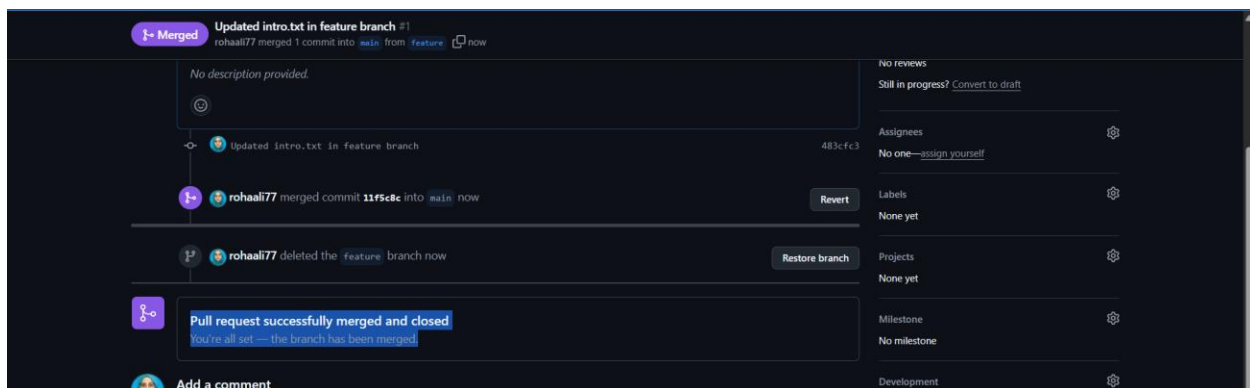 Merged
Updated intro.txt in feature branch #1
rohaali77 merged 1 commit into main from feature now
No description provided.
Updated intro.txt in feature branch 483cfc3
rohaali77 merged commit 11f5c8c into main now
Revert
rohaali77 deleted the feature branch now
Restore branch
Pull request successfully merged and closed
You're all set — the branch has been merged.
Add a comment
No reviews
Still in progress? Convert to draft
Assignees
No one—assign yourself
Labels
None yet
Projects
None yet
Milestone
No milestone
Development